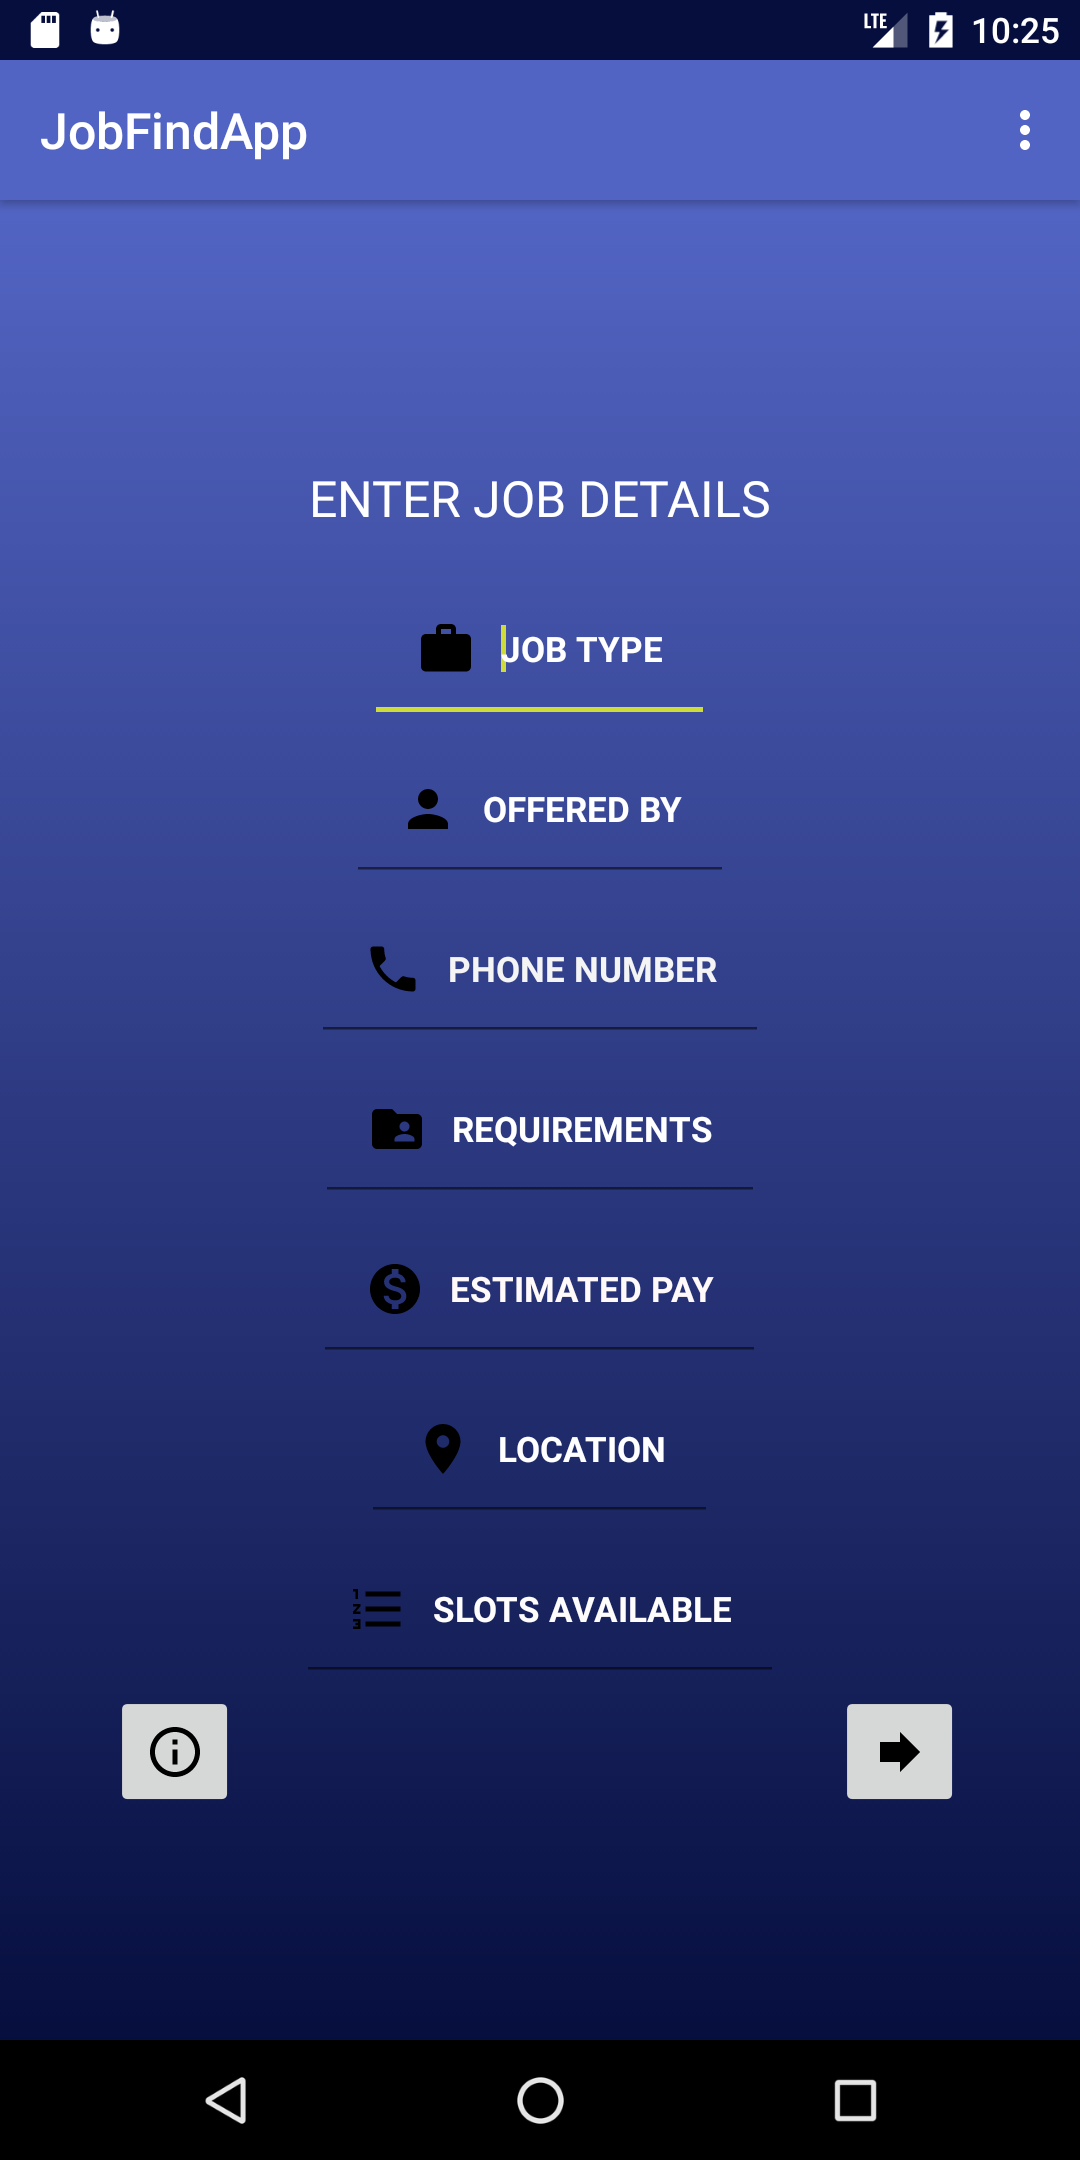 LTE 10:25
JobFindApp
ENTER JOB DETAILS
JOB TYPE
OFFERED BY
PHONE NUMBER
REQUIREMENTS
ESTIMATED PAY
LOCATION
SLOTS AVAILABLE